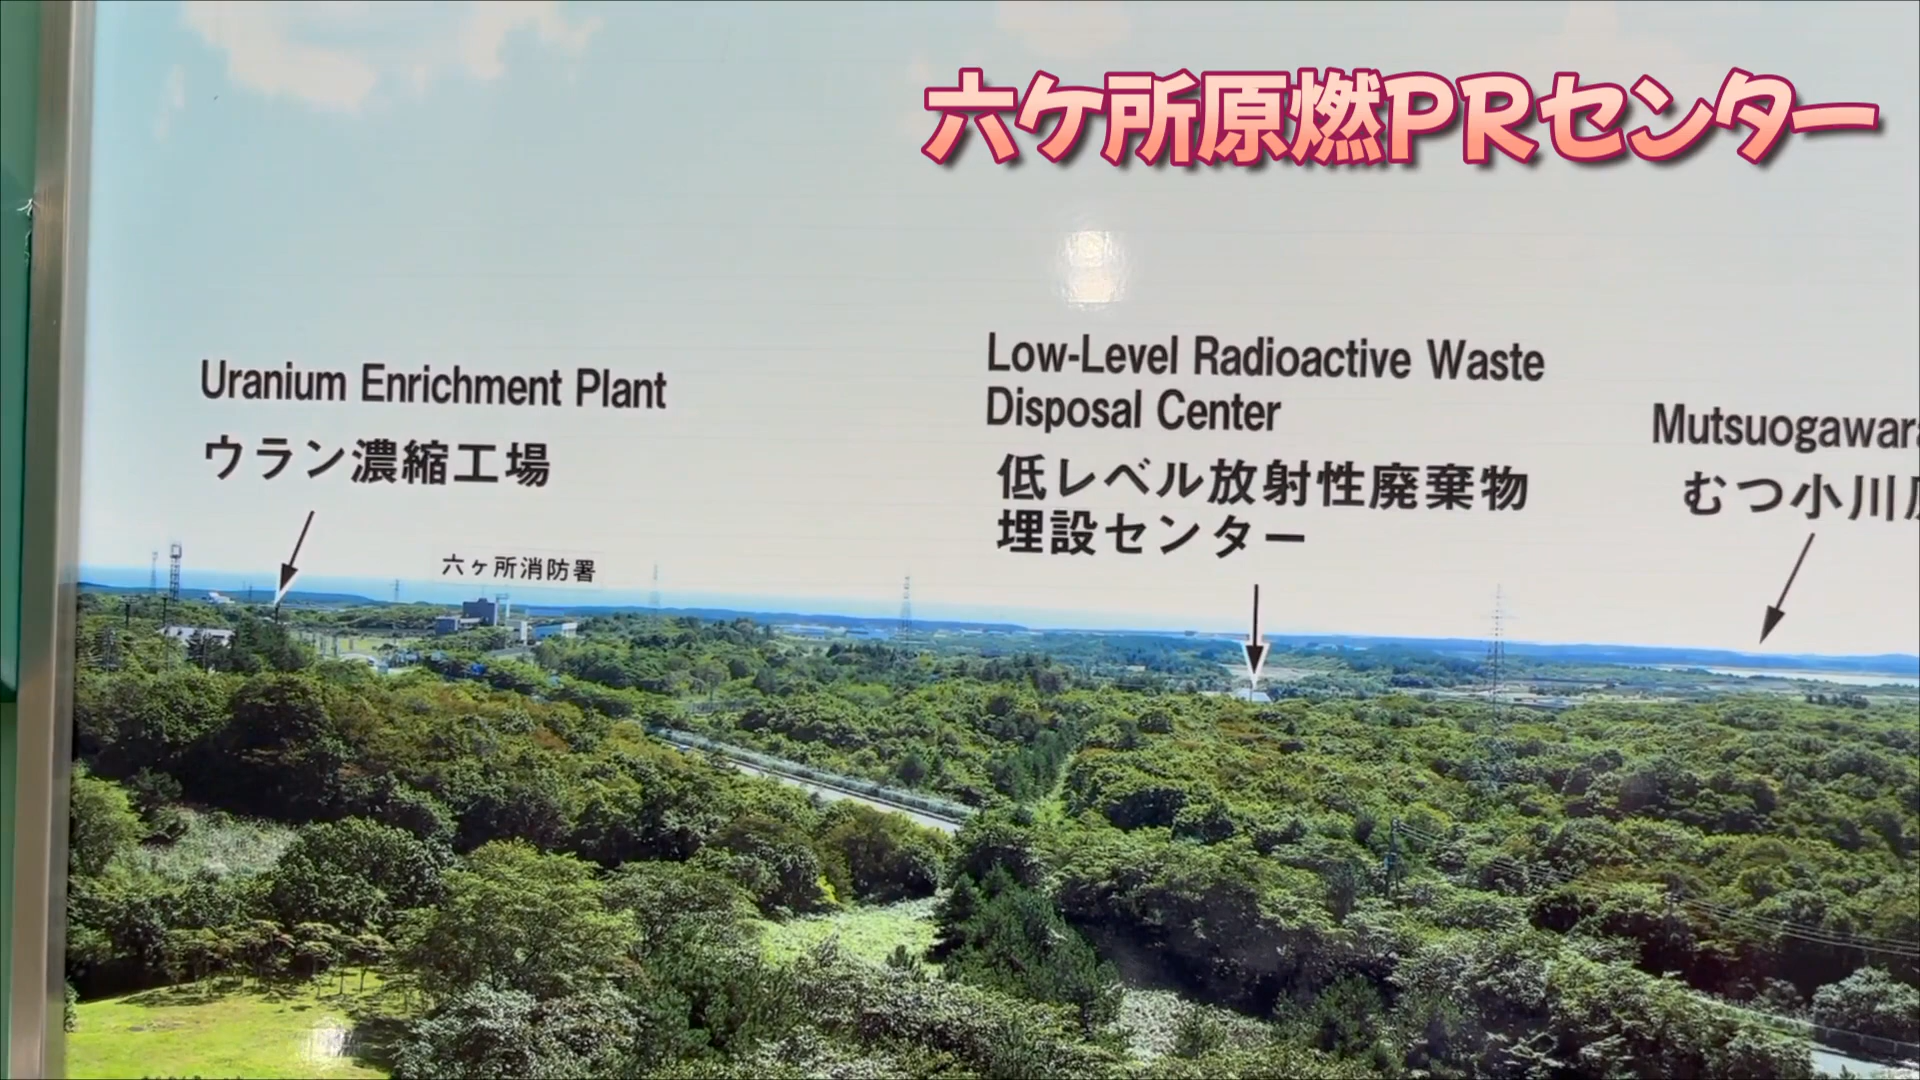 六ケ所原燃PRセンター
Uranium Enrichment Plant
ウラン濃縮工場
六ヶ所消防署
Low-Level Radioactive Waste
Disposal Center
低レベル放射性廃棄物
埋設センター
Mutsuogawara
むつ小川